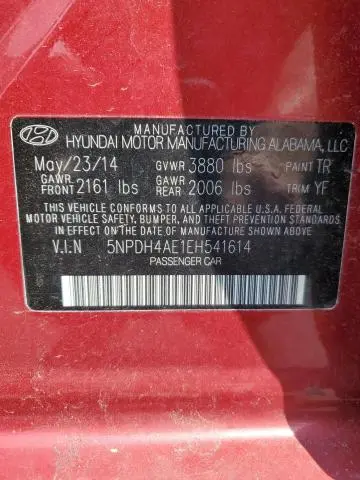 MANUFACTURED BY
HYUNDAI MOTOR MANUFACTURING ALABAMA, LLC
May/23/14 GVWR 3880 lbs PAINT TR
GAWR FRONT 2161 lbs GAWR REAR 2006 lbs TRIM YF
THIS VEHICLE CONFORMS TO ALL APPLICABLE U.S.A. FEDERAL
MOTOR VEHICLE SAFETY, BUMPER, AND THEFT PREVENTION STANDARDS
IN EFFECT ON THE DATE OF MANUFACTURE SHOWN ABOVE.
V.I.N 5NPDH4AE1EH541614
PASSENGER CAR